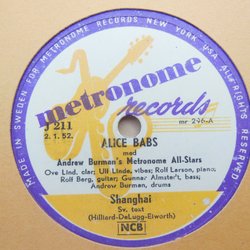 MADE IN SWEDEN FOR METRONOME RECORDS NEW YORK USA. ALL RIGHTS RESERVED
metronome
records
J 211
2. 1. 52.
mr 296-A
ALICE BABS
med
Andrew Burman's Metronome All-Stars
Ove Lind, clar; Ulf Linde, vibes; Rolf Larson, piano;
Rolf Berg, guitar; Gunnar Almstert, bass;
Andrew Burman, drums
Shanghai
Sv. text
(Hilliard-DeLugg-Elworth)
NCB